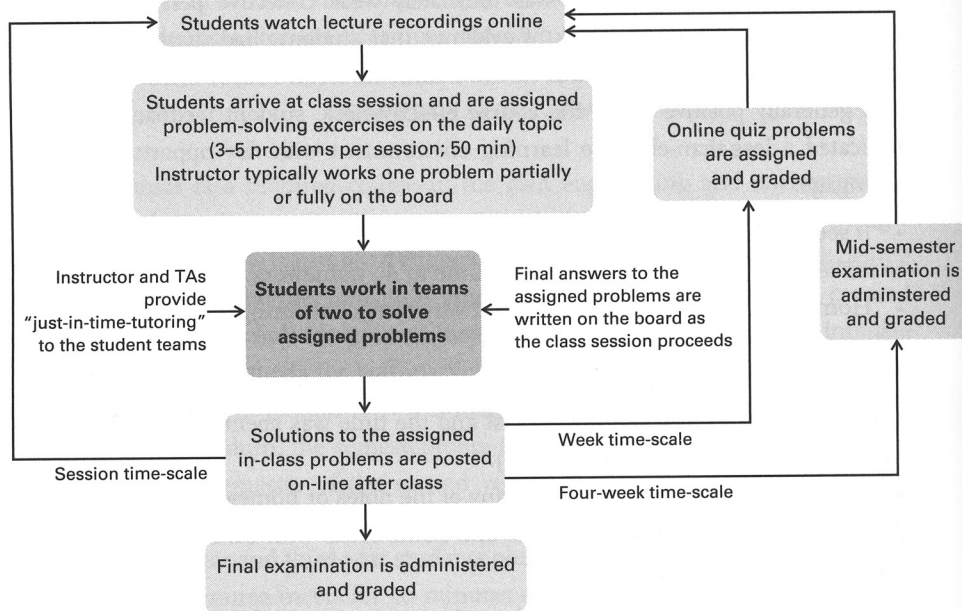 Students watch lecture recordings online
Students arrive at class session and are assigned
problem-solving excercises on the daily topic
(3–5 problems per session; 50 min)
Instructor typically works one problem partially
or fully on the board
Online quiz problems
are assigned
and graded
Mid-semester
examination is
adminstered
and graded
Instructor and TAs
provide
“just-in-time-tutoring”
to the student teams
Students work in teams
of two to solve
assigned problems
Final answers to the
assigned problems are
written on the board as
the class session proceeds
Solutions to the assigned
in-class problems are posted
on-line after class
Week time-scale
Session time-scale
Four-week time-scale
Final examination is administered
and graded